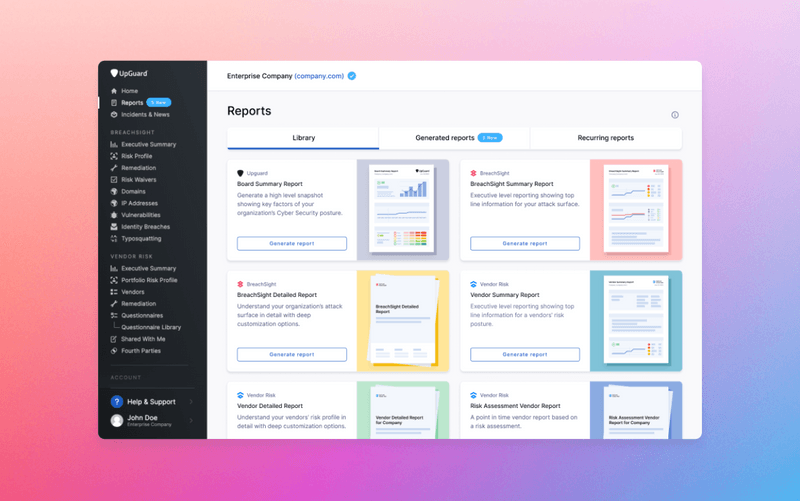 UpGuard
Home
Reports 5 New
Incidents & News
BREACHSIGHT
Executive Summary
Risk Profile
Remediation
Risk Waivers
Domains
IP Addresses
Vulnerabilities
Identity Breaches
Typosquatting
VENDOR RISK
Executive Summary
Portfolio Risk Profile
Vendors
Remediation
Questionnaires
Questionnaire Library
Shared With Me
Fourth Parties
ACCOUNT
? Help & Support
John Doe
Enterprise Company
Enterprise Company (company.com)
Reports
Library
Generated reports 5 New
Recurring reports
Upguard
Board Summary Report
Generate a high level snapshot
showing key factors of your
organization's Cyber Security posture.
Generate report
BreachSight
BreachSight Summary Report
Executive level reporting showing top
line information for your attack surface.
Generate report
BreachSight
BreachSight Detailed Report
Understand your organization's attack
surface in detail with deep
customization options.
Generate report
BreachSight Detailed
Report
Vendor Risk
Vendor Summary Report
Executive level reporting showing top
line information for a vendors' risk
posture.
Generate report
Vendor Risk
Vendor Detailed Report
Understand your vendors' risk profile in
detail with deep customization options.
Vendor Detailed Report
for Company
Vendor Risk
Risk Assessment Vendor Report
A point in time vendor report based on
a risk assessment.
Risk Assessment Vendor
Report for Company